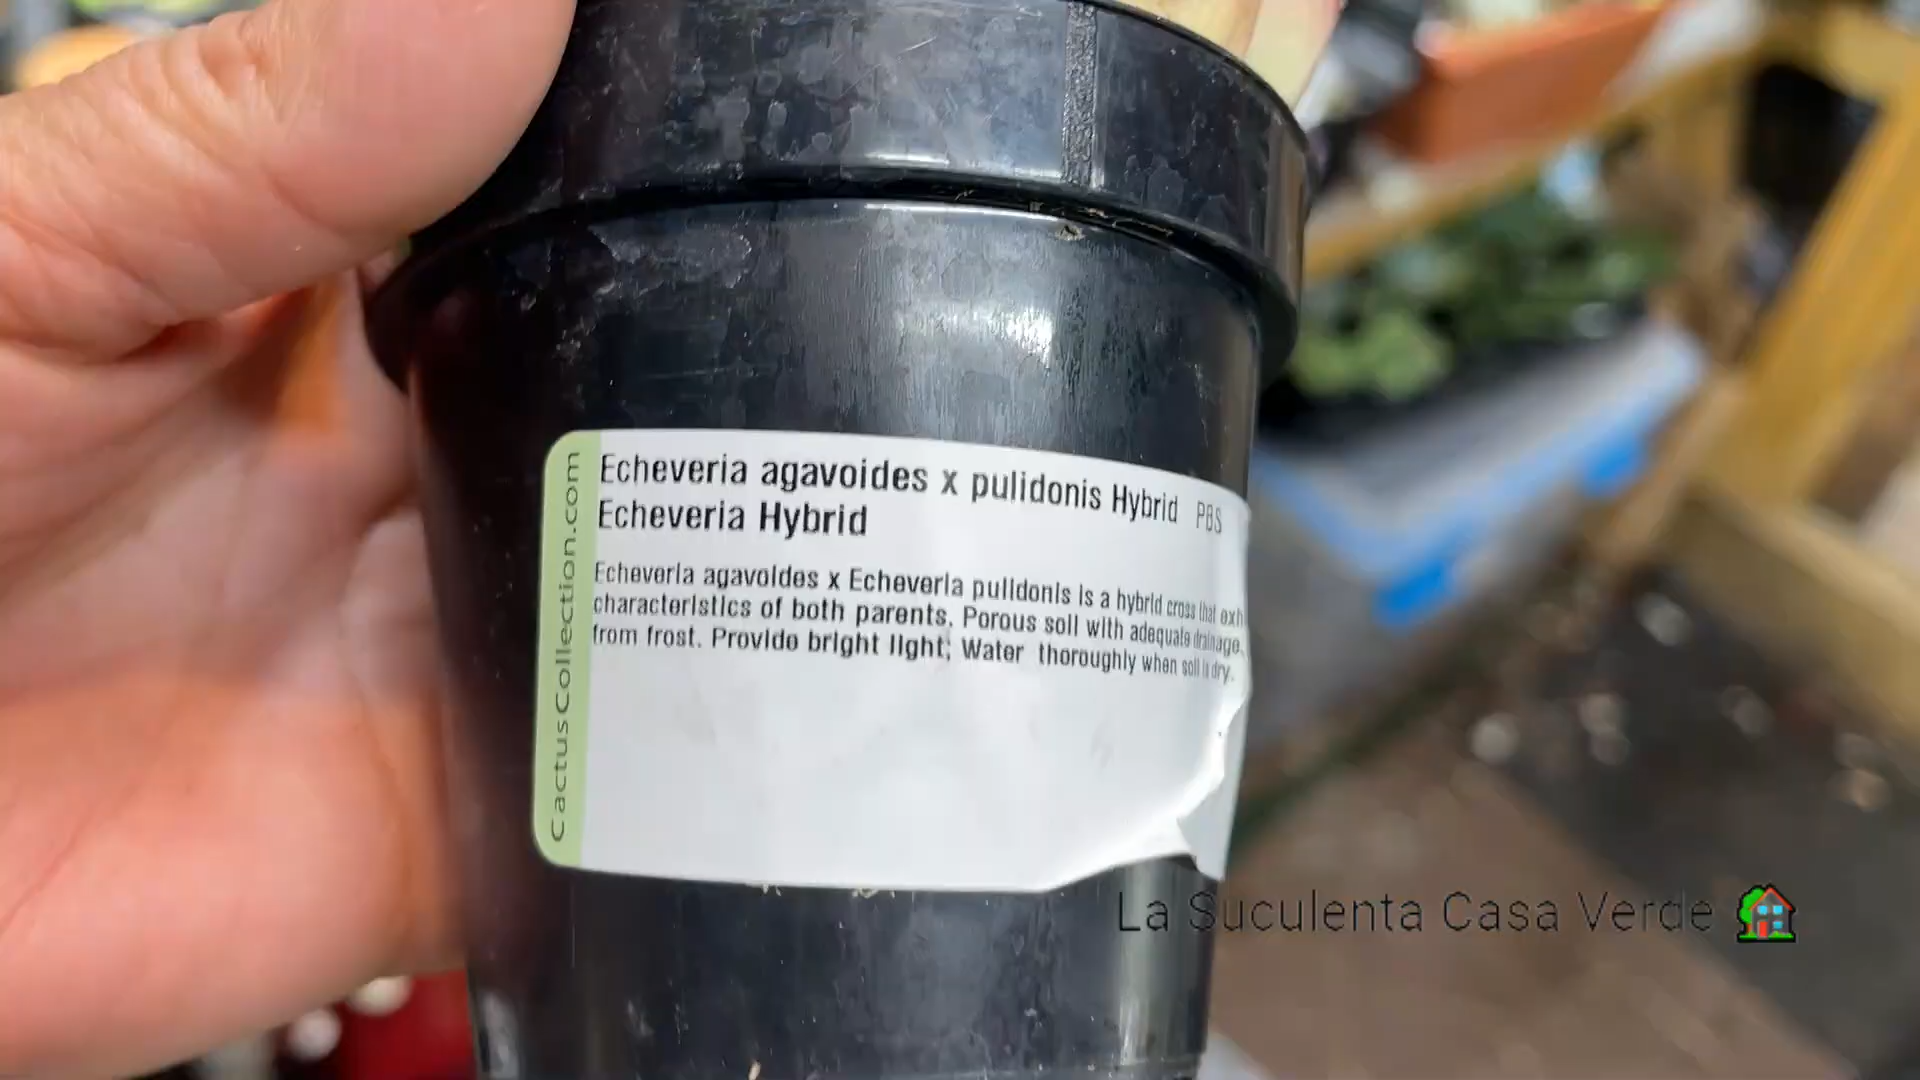 CactusCollection.com
Echeveria agavoides x pulidonis Hybrid PBS
Echeveria Hybrid
Echeveria agavoides x Echeveria pulidonis is a hybrid cross that exh
characteristics of both parents. Porous soil with adequate drainage.
from frost. Provide bright light; Water thoroughly when soil is dry.
La Suculenta Casa Verde